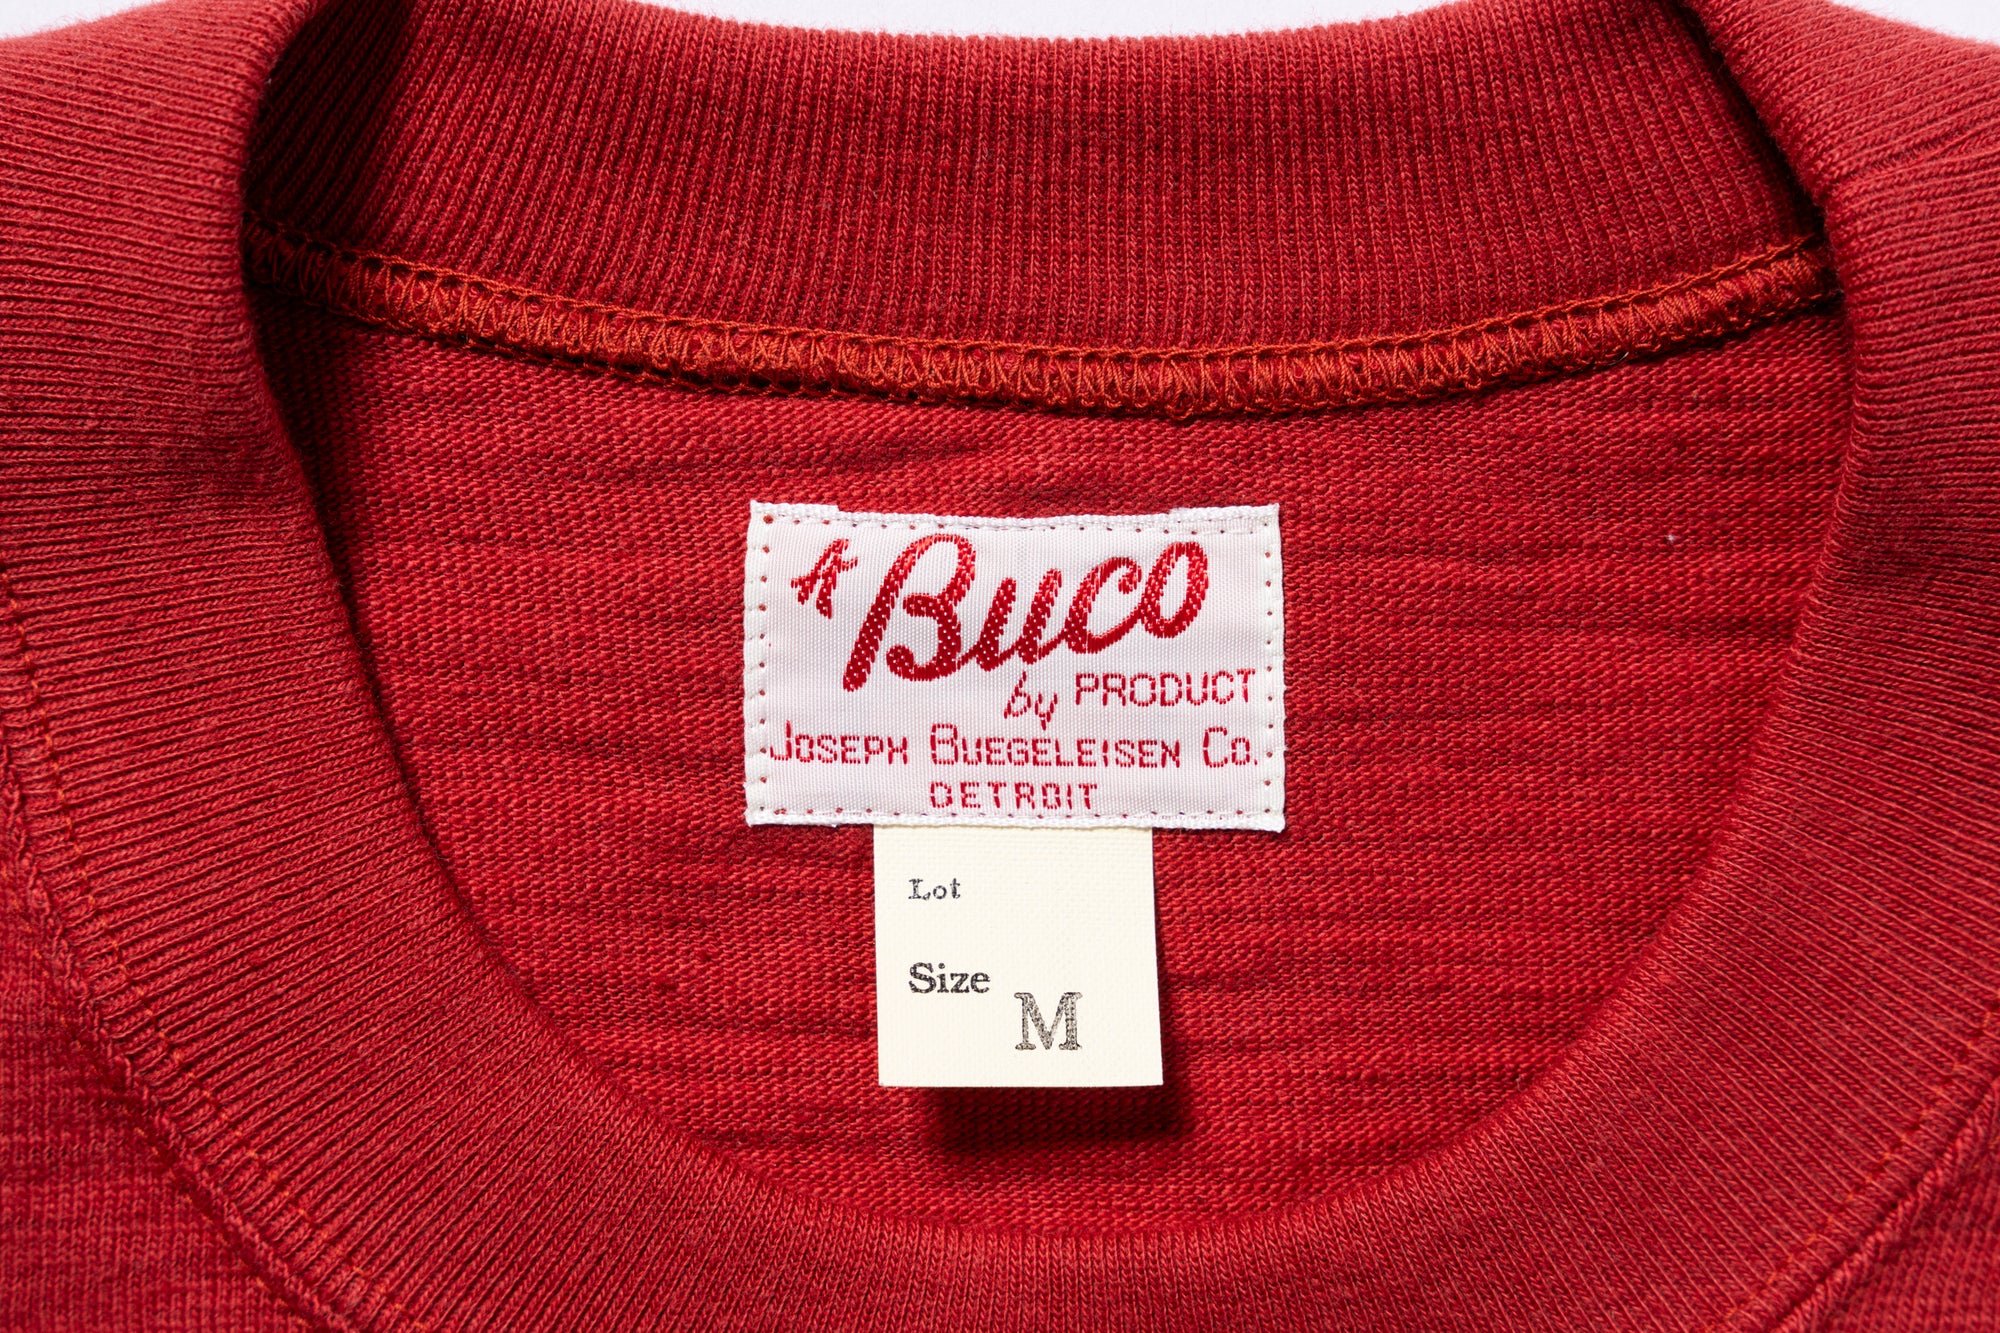 A Buco
by PRODUCT
JOSEPH BUEGELEISEN CO.
DETROIT
Lot
Size M